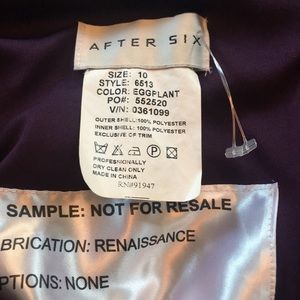 AFTER SIX
SIZE: 10
STYLE: 6513
COLOR: EGGPLANT
PO#: 552520
V/N: 0361099
OUTER SHELL:100% POLYESTER
INNER SHELL: 100% POLYESTER
EXCLUSIVE OF TRIM
PROFESSIONALLY
DRY CLEAN ONLY
MADE IN CHINA
RN#91947
SAMPLE: NOT FOR RESALE
BRICATION: RENAISSANCE
PTIONS: NONE